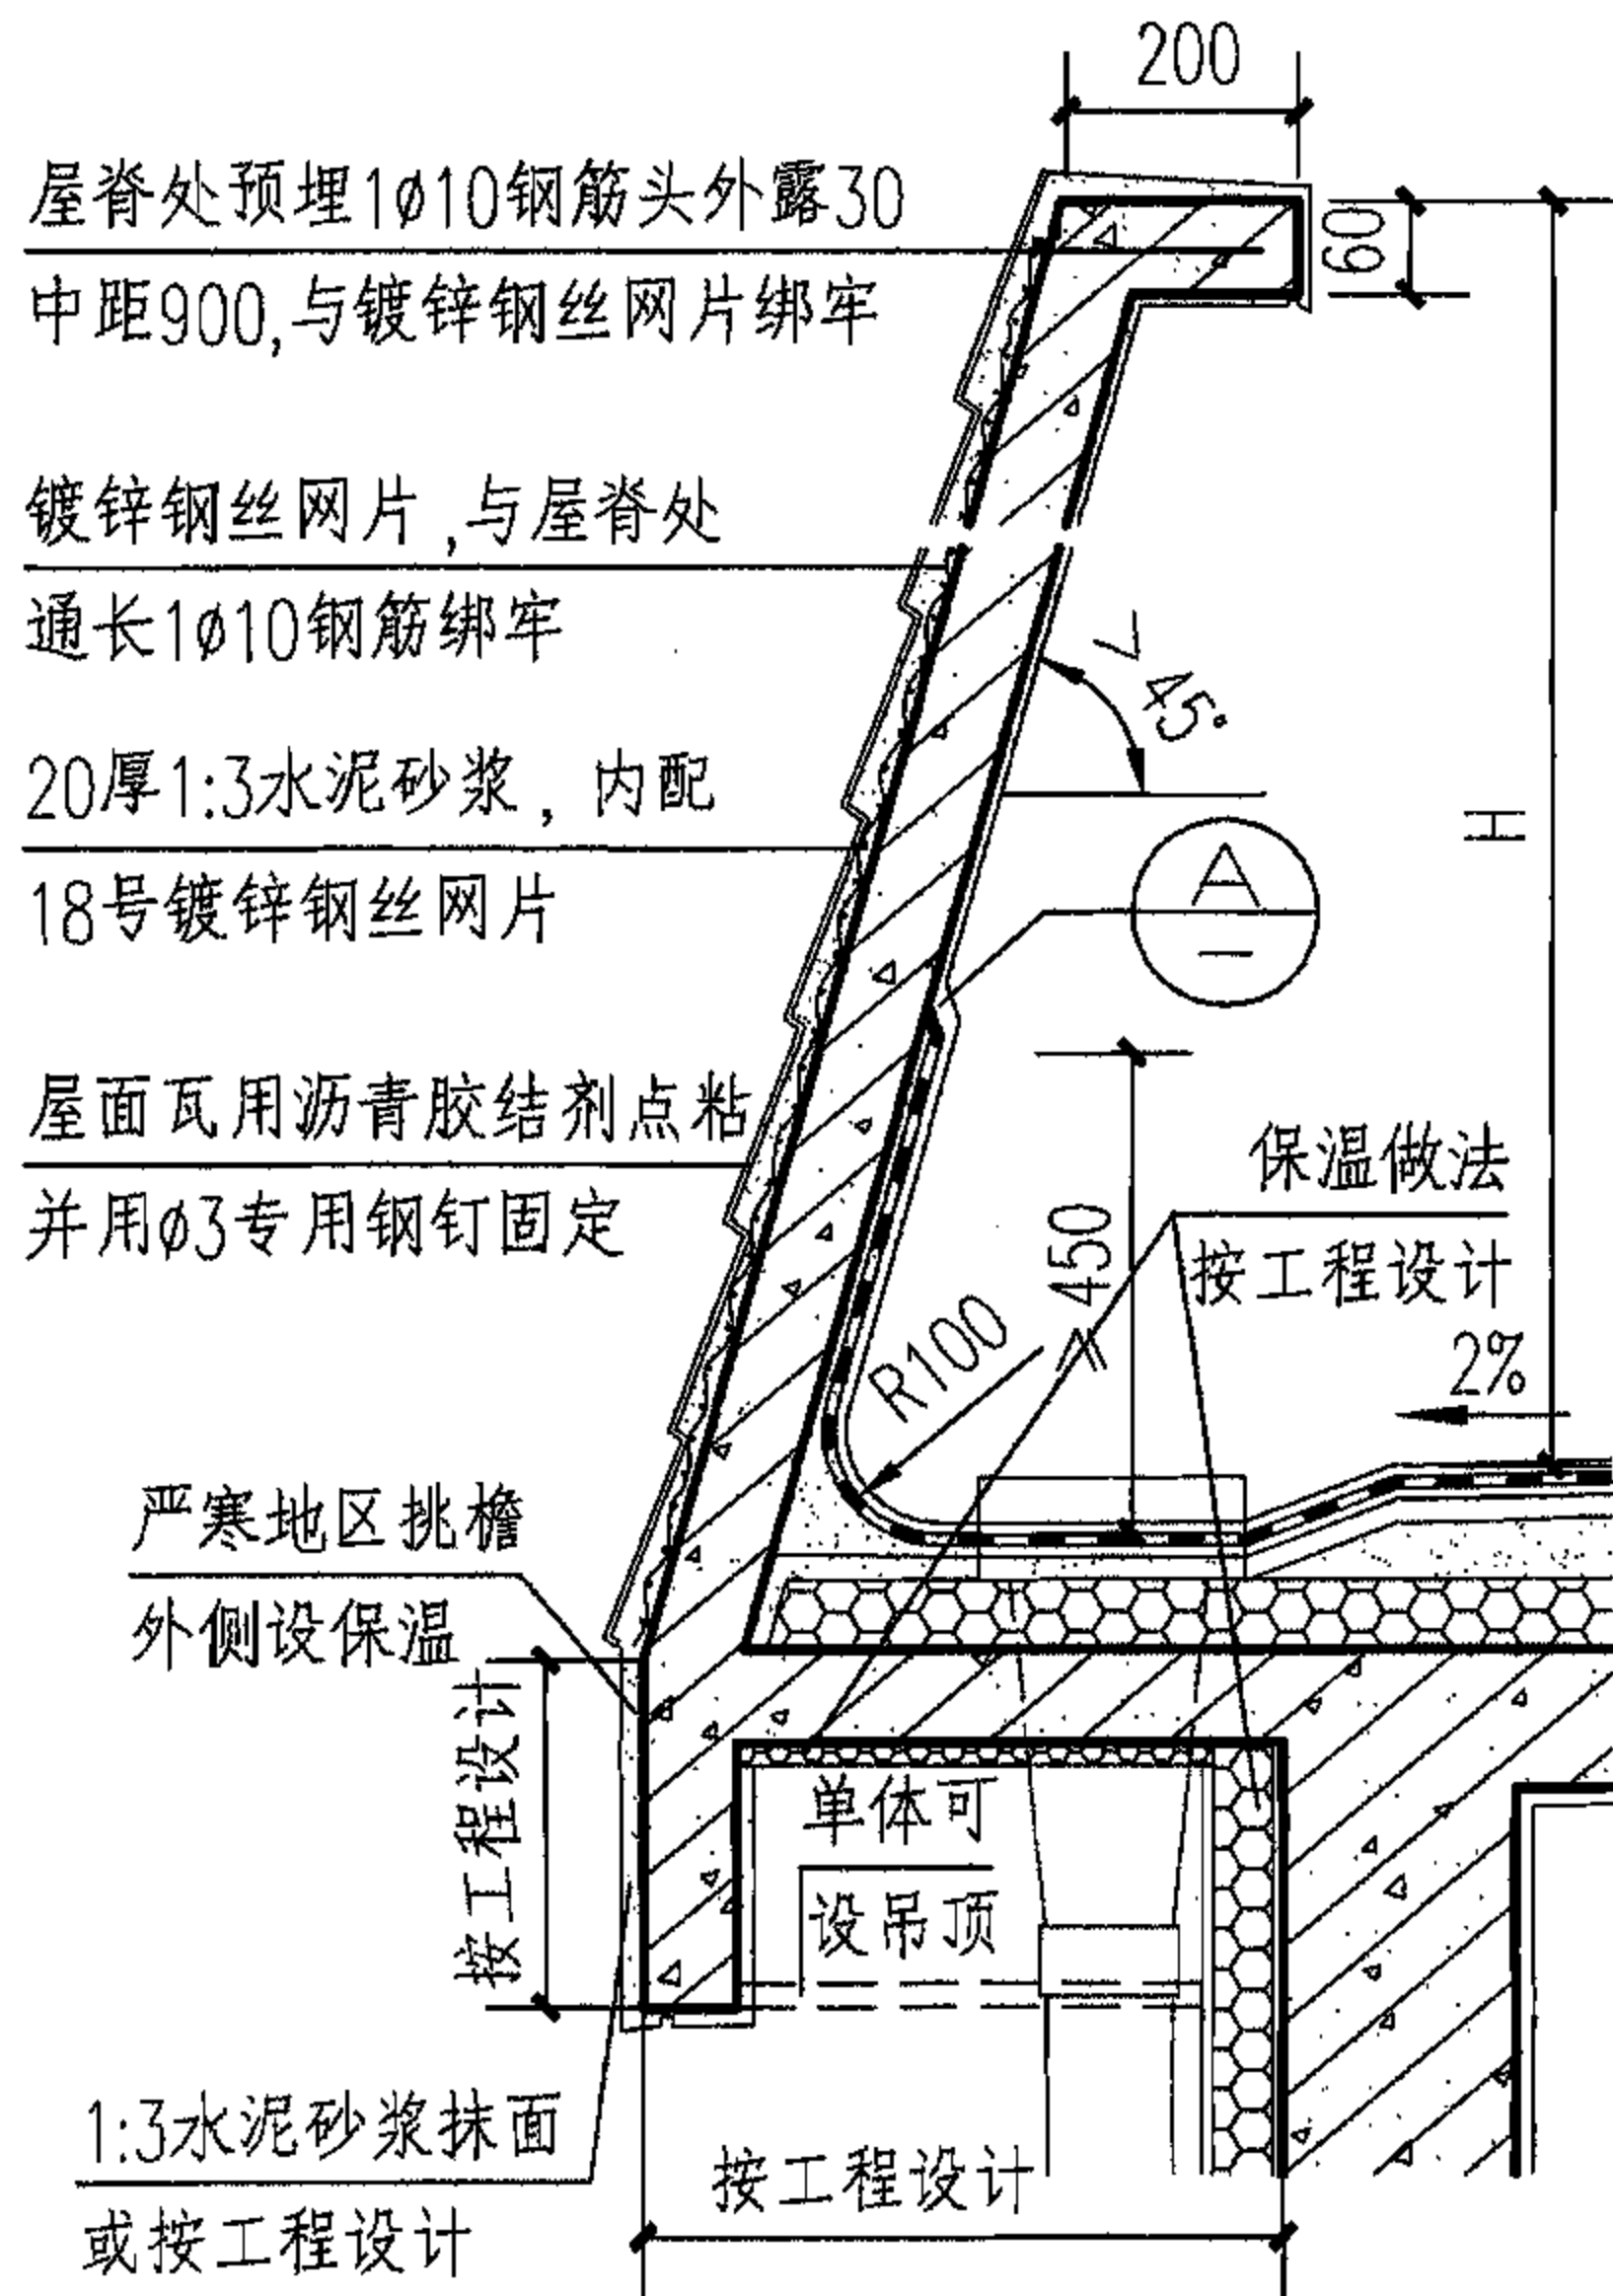 200
屋脊处预埋1ø10钢筋头外露30
中距900,与镀锌钢丝网片绑牢
60
镀锌钢丝网片,与屋脊处
通长1ø10钢筋绑牢
∠45°
20厚1:3水泥砂浆,内配
18号镀锌钢丝网片
H
A
—
屋面瓦用沥青胶结剂点粘
并用ø3专用钢钉固定
≥450
保温做法
按工程设计
R100
2%
严寒地区挑檐
外侧设保温
按工程设计
单体可
设吊顶
1:3水泥砂浆抹面
或按工程设计
按工程设计